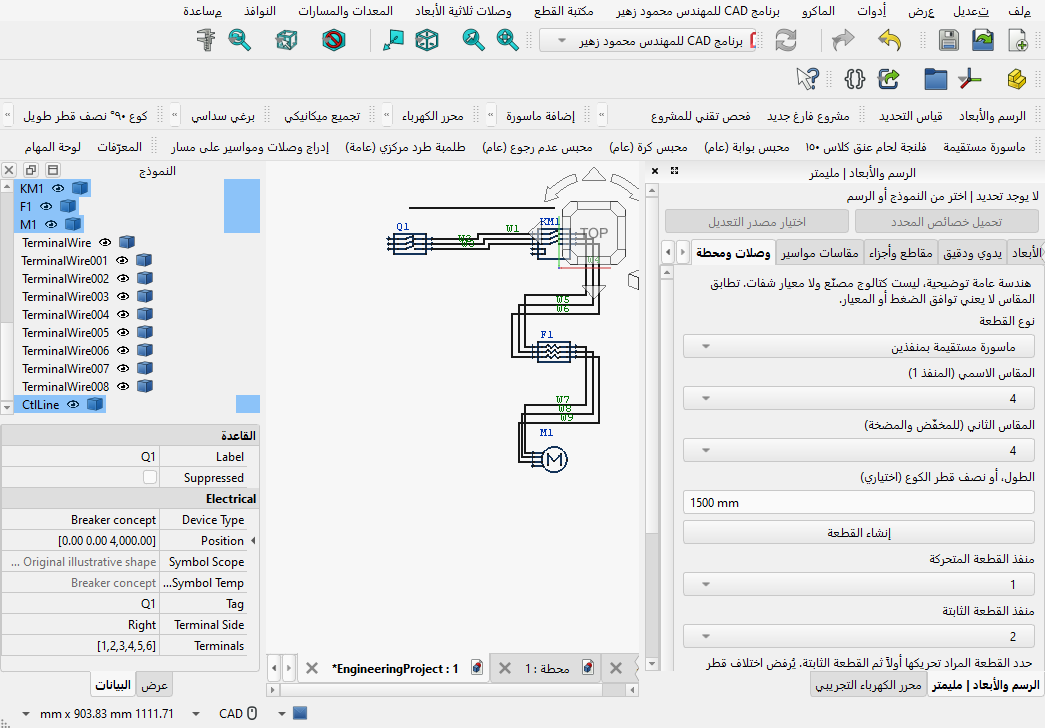 ملف تعديل عرض أدوات الماكرو برنامج CAD للمهندس محمود زهير مكتبة القطع وصلات ثلاثية الأبعاد المعدات والمسارات النوافذ مساعدة
برنامج CAD للمهندس محمود زهير
الرسم والأبعاد قياس التحديد مشروع فارغ جديد فحص تقني للمشروع » إضافة ماسورة » محرر الكهرباء » تجميع ميكانيكي برغي سداسي » كوع ٩٠° نصف قطر طويل »
ماسورة مستقيمة فلنجة لحام عنق كلاس ١٥٠ محبس بوابة (عام) محبس كرة (عام) محبس عدم رجوع (عام) طلمبة طرد مركزي (عامة) إدراج وصلات ومواسير على مسار المعرّفات لوحة المهام
النموذج
KM1
F1
M1
TerminalWire
TerminalWire001
TerminalWire002
TerminalWire003
TerminalWire004
TerminalWire005
TerminalWire006
TerminalWire007
TerminalWire008
CtlLine
القاعدة
Label Q1
Suppressed
Electrical
Device Type Breaker concept
Position [0.00 0.00 4,000.00]
Symbol Scope Original illustrative shape ...
Symbol Temp... Breaker concept
Tag Q1
Terminal Side Right
Terminals [1,2,3,4,5,6]
عرض البيانات
Q1
W1
KM1
TOP
W4
W5
W6
F1
W7
W8
W9
M1
M
*EngineeringProject : 1
محطة : 1
الرسم والأبعاد | مليمتر
لا يوجد تحديد | اختر من النموذج أو الرسم
تحميل خصائص المحدد اختيار مصدر التعديل
الأبعاد يدوي ودقيق مقاطع وأجزاء مقاسات مواسير وصلات ومحطة
هندسة عامة توضيحية، ليست كتالوج مصنّع ولا معيار شفات. تطابق
المقاس لا يعني توافق الضغط أو المعيار.
نوع القطعة
ماسورة مستقيمة بمنفذين
المقاس الاسمي (المنفذ 1)
4
المقاس الثاني (للمخفّض والمضخة)
4
الطول، أو نصف قطر الكوع (اختياري)
1500 mm
إنشاء القطعة
منفذ القطعة المتحركة
1
منفذ القطعة الثابتة
2
حدد القطعة المراد تحريكها أولاً ثم القطعة الثابتة. يُرفض اختلاف قطر
الرسم والأبعاد | مليمتر محرر الكهرباء التجريبي
1111.71 mm x 903.83 mm CAD